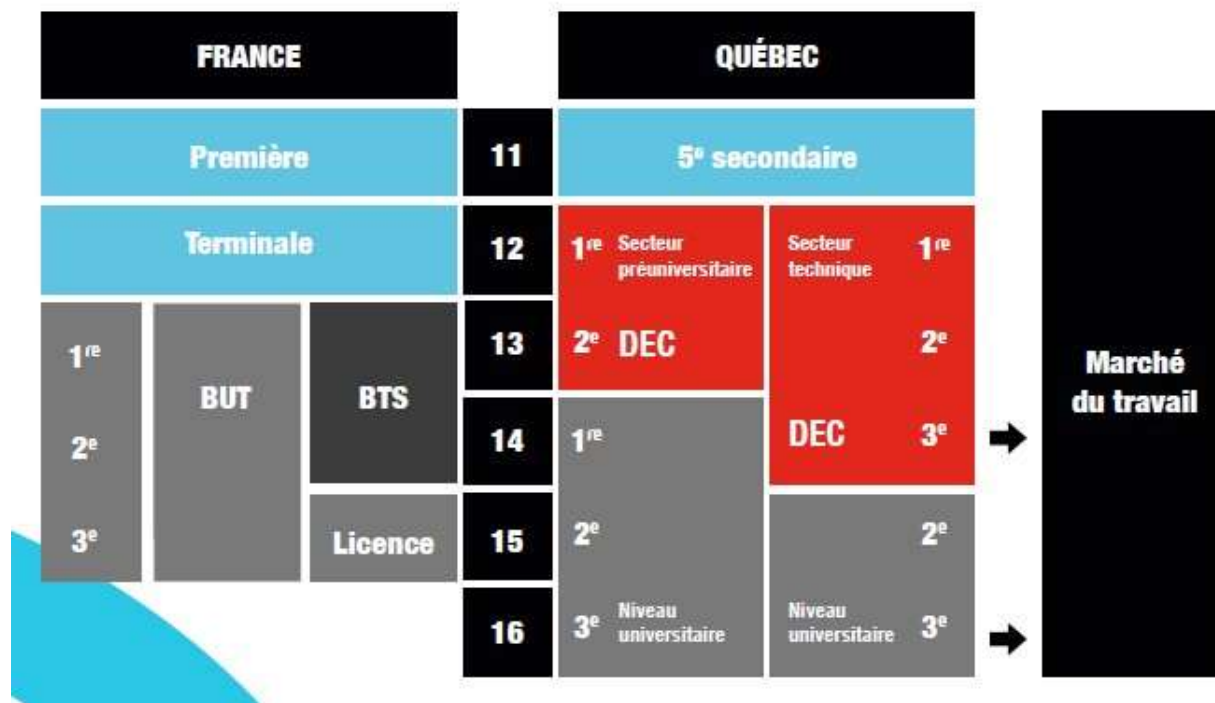 FRANCE
QUÉBEC
Première
11
5e secondaire
Terminale
12
1re Secteur
préuniversitaire
Secteur
technique
1re
1re
BUT
BTS
13
2e DEC
2e
Marché
du travail
2e
14
1re
DEC
3e
3e
Licence
15
2e
2e
16
3e Niveau
universitaire
Niveau
universitaire
3e